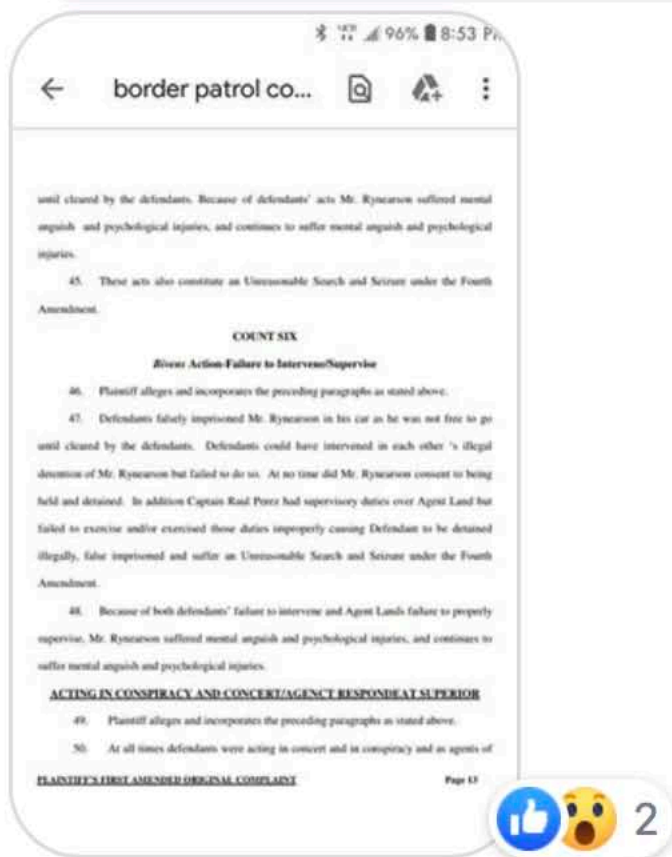 96% 8:53 P
border patrol co...
until cleared by the defendants. Because of defendants' acts Mr. Rynearson suffered mental
anguish and psychological injuries, and continues to suffer mental anguish and psychological
injuries.
45. These acts also constitute an Unreasonable Search and Seizure under the Fourth
Amendment.
COUNT SIX
Bivens Action-Failure to Intervene/Supervise
46. Plaintiff alleges and incorporates the preceding paragraphs as stated above.
47. Defendants falsely imprisoned Mr. Rynearson in his car as he was not free to go
until cleared by the defendants. Defendants could have intervened in each other 's illegal
detention of Mr. Rynearson but failed to do so. At no time did Mr. Rynearson consent to being
held and detained. In addition Captain Raul Perez had supervisory duties over Agent Land but
failed to exercise and/or exercised those duties improperly causing Defendant to be detained
illegally, false imprisoned and suffer an Unreasonable Search and Seizure under the Fourth
Amendment.
48. Because of both defendants' failure to intervene and Agent Lands failure to properly
supervise, Mr. Rynearson suffered mental anguish and psychological injuries, and continues to
suffer mental anguish and psychological injuries.
ACTING IN CONSPIRACY AND CONCERT/AGENCT RESPONDEAT SUPERIOR
49. Plaintiff alleges and incorporates the preceding paragraphs as stated above.
50. At all times defendants were acting in concert and in conspiracy and as agents of
PLAINTIFF'S FIRST AMENDED ORIGINAL COMPLAINT Page 13
2